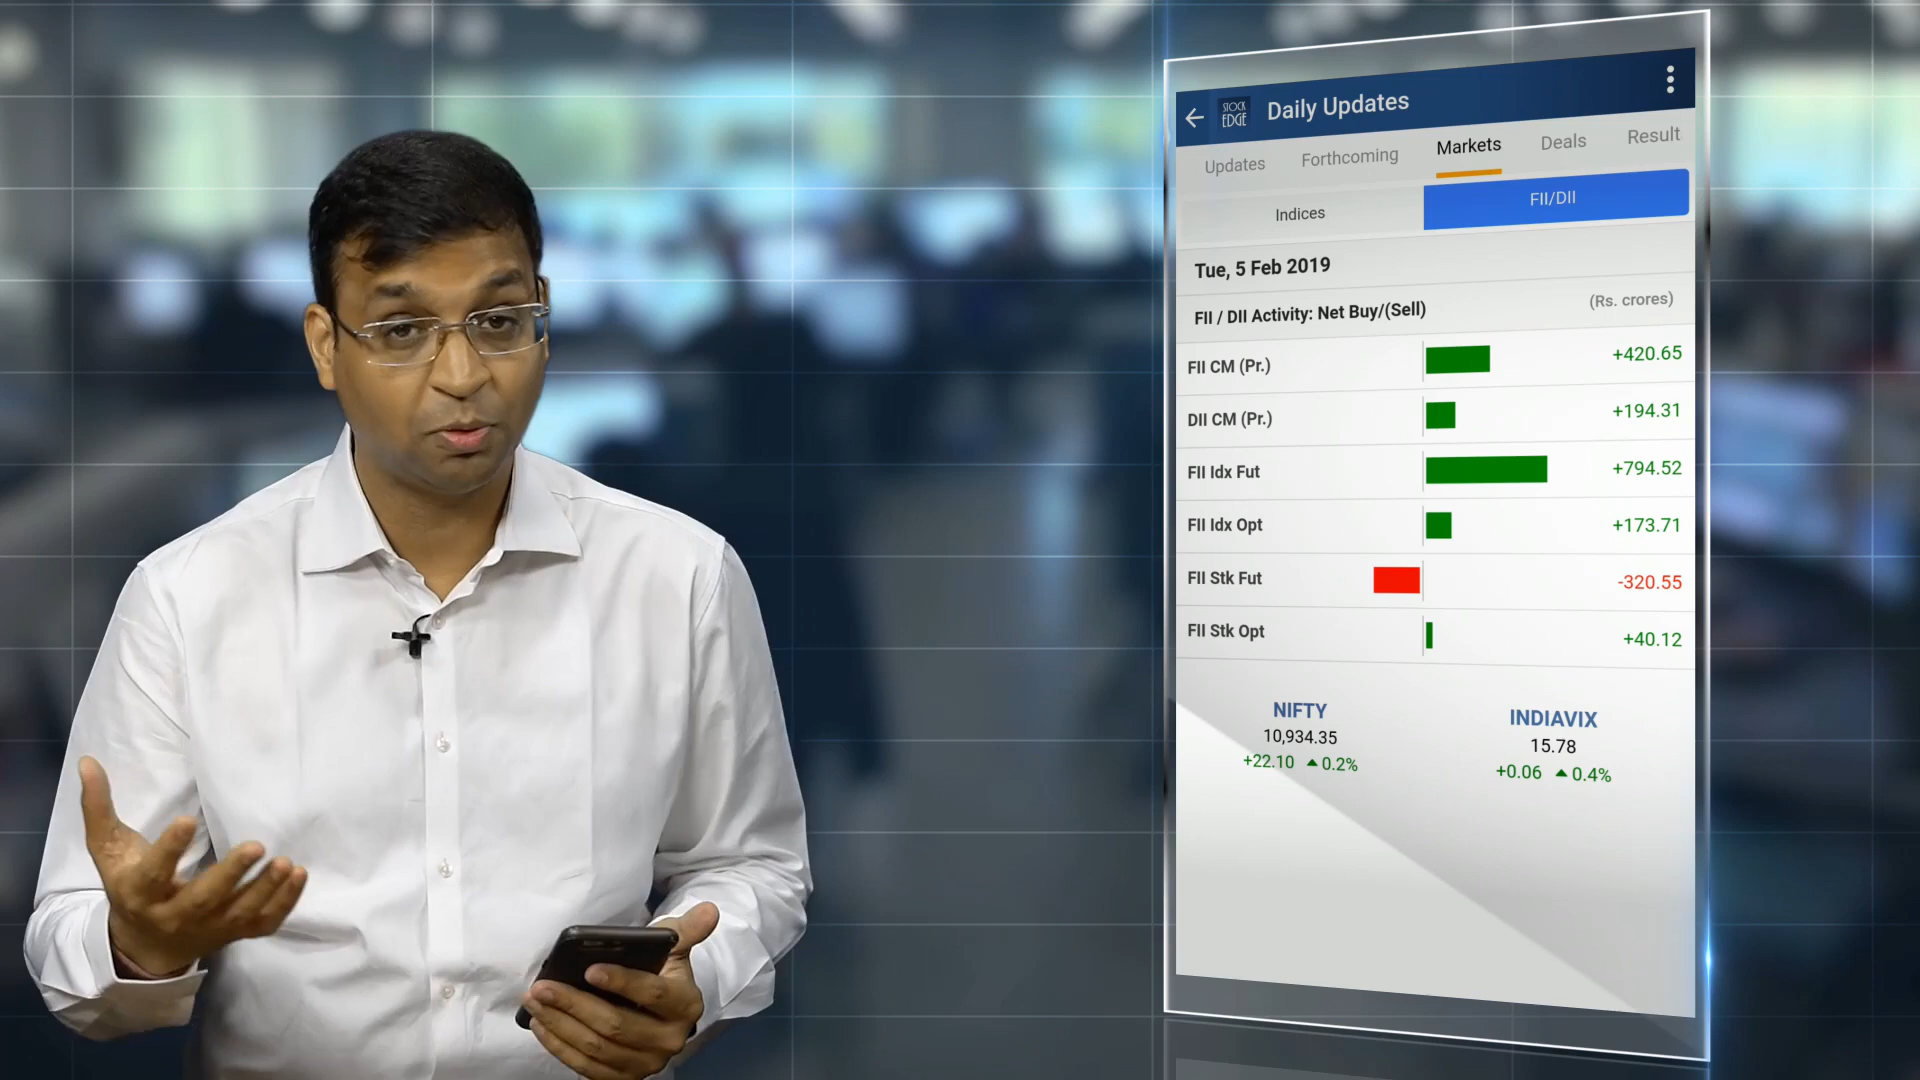 STOCK
EDGE
Daily Updates
Updates Forthcoming Markets Deals Result
Indices FII/DII
Tue, 5 Feb 2019
FII / DII Activity: Net Buy/(Sell) (Rs. crores)
FII CM (Pr.) +420.65
DII CM (Pr.) +194.31
FII Idx Fut +794.52
FII Idx Opt +173.71
FII Stk Fut -320.55
FII Stk Opt +40.12
NIFTY INDIAVIX
10,934.35 15.78
+22.10 0.2% +0.06 0.4%